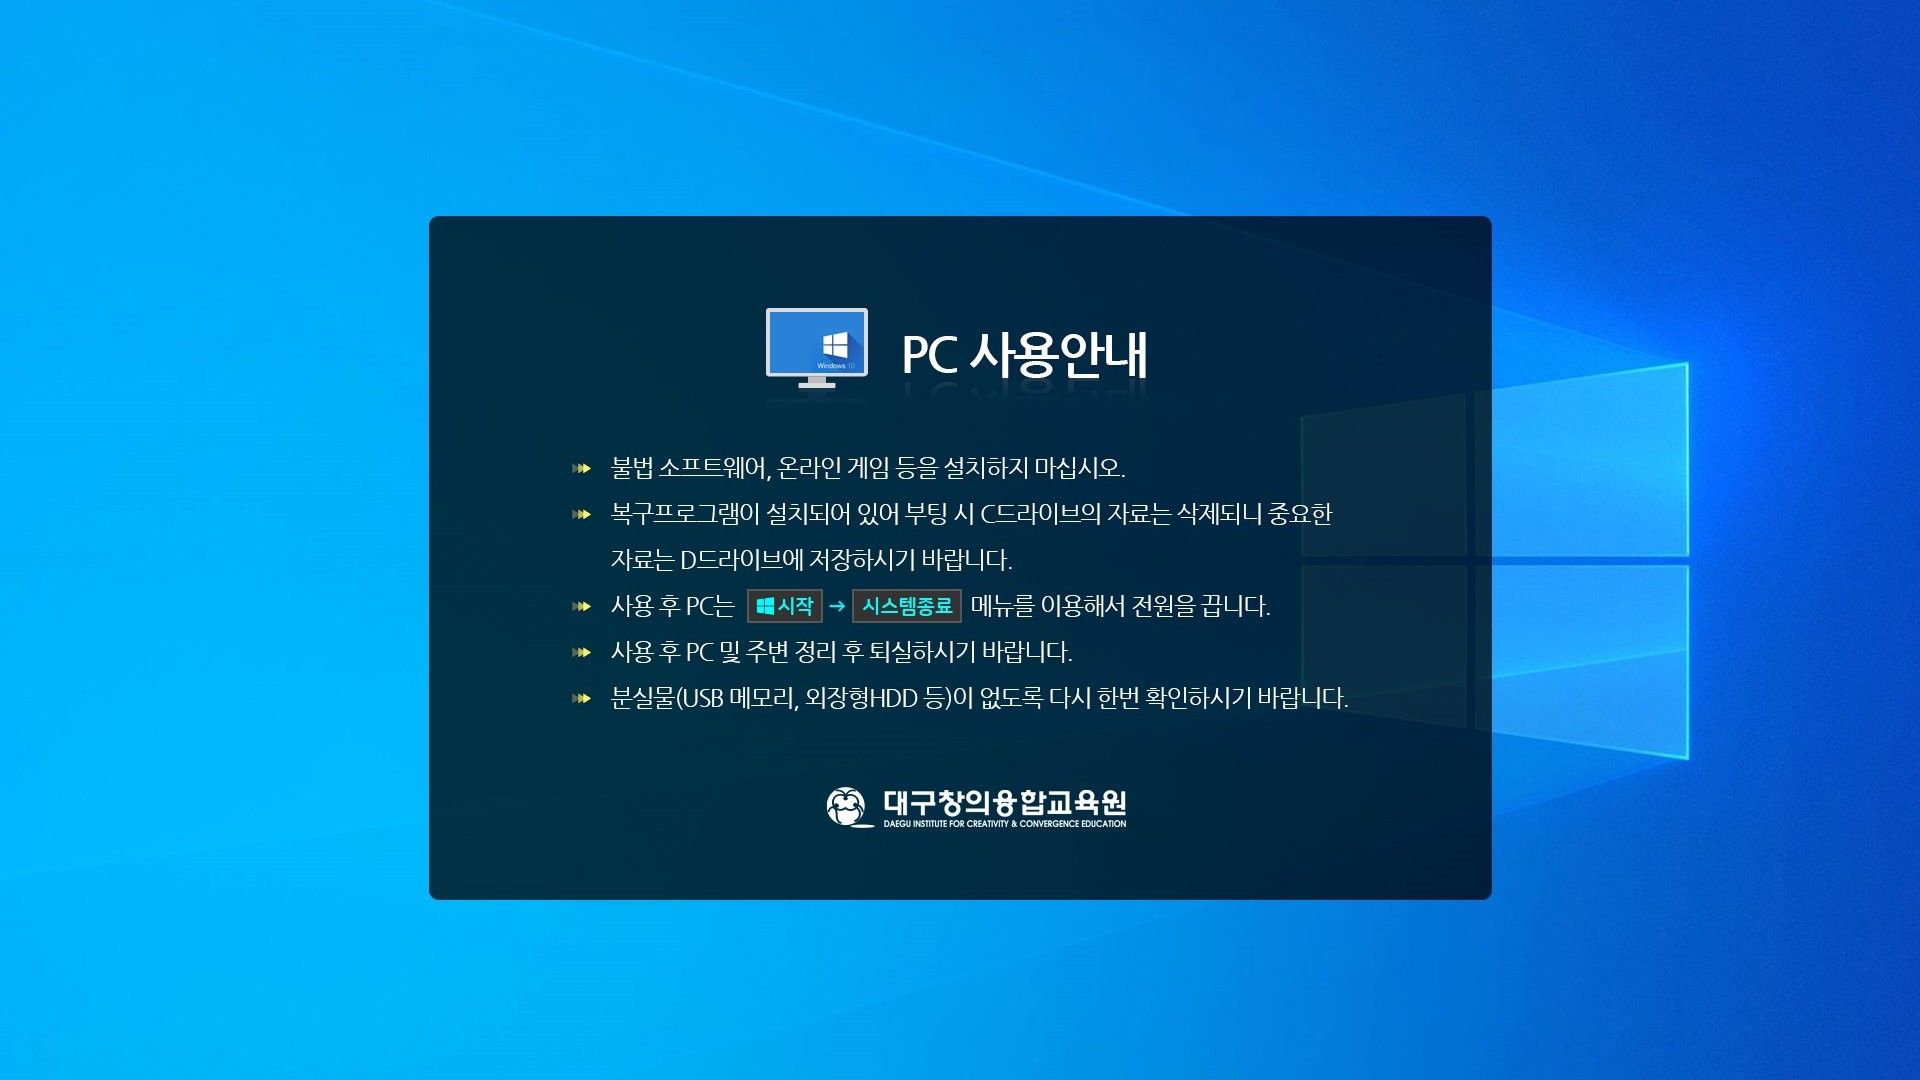 Windows 10
PC 사용안내
불법 소프트웨어, 온라인 게임 등을 설치하지 마십시오.
복구프로그램이 설치되어 있어 부팅 시 C드라이브의 자료는 삭제되니 중요한
자료는 D드라이브에 저장하시기 바랍니다.
사용 후 PC는 시작 → 시스템종료 메뉴를 이용해서 전원을 끕니다.
사용 후 PC 및 주변 정리 후 퇴실하시기 바랍니다.
분실물(USB 메모리, 외장형HDD 등)이 없도록 다시 한번 확인하시기 바랍니다.
대구창의융합교육원
DAEGU INSTITUTE FOR CREATIVITY & CONVERGENCE EDUCATION